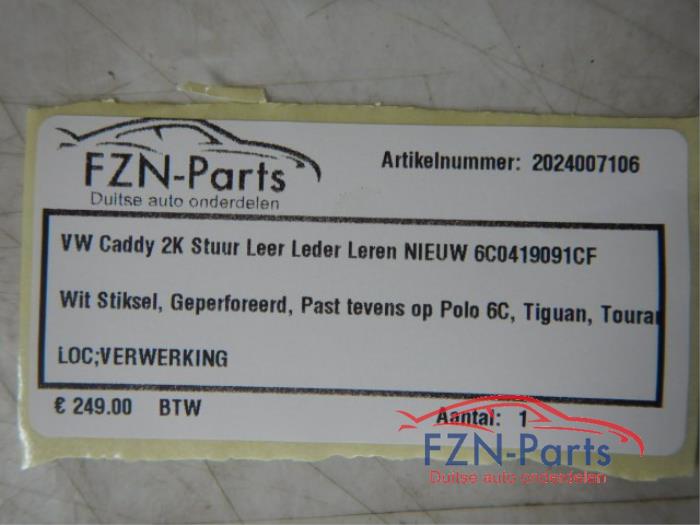 FZN-Parts
Duitse auto onderdelen
Artikelnummer: 2024007106
VW Caddy 2K Stuur Leer Leder Leren NIEUW 6C0419091CF
Wit Stiksel, Geperforeerd, Past tevens op Polo 6C, Tiguan, Touran
LOC;VERWERKING
€ 249.00 BTW
Aantal: 1
FZN-Parts
Duitse auto onderdelen